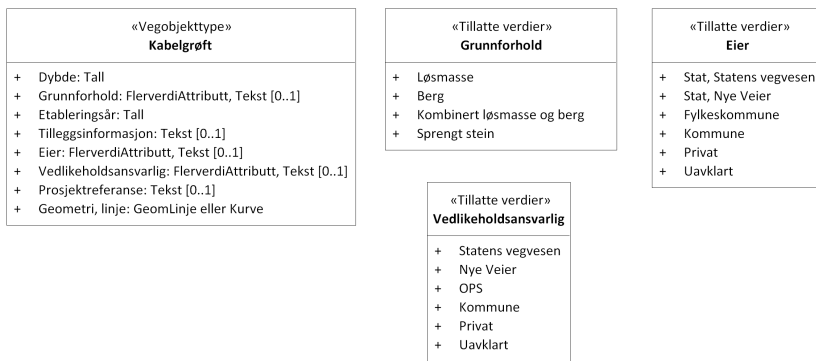 «Vegobjekttype»
Kabelgrøft
+ Dybde: Tall
+ Grunnforhold: FlerverdiAttributt, Tekst [0..1]
+ Etableringsår: Tall
+ Tilleggsinformasjon: Tekst [0..1]
+ Eier: FlerverdiAttributt, Tekst [0..1]
+ Vedlikeholdsansvarlig: FlerverdiAttributt, Tekst [0..1]
+ Prosjektreferanse: Tekst [0..1]
+ Geometri, linje: GeomLinje eller Kurve
«Tillatte verdier»
Grunnforhold
+ Løsmasse
+ Berg
+ Kombinert løsmasse og berg
+ Sprengt stein
«Tillatte verdier»
Eier
+ Stat, Statens vegvesen
+ Stat, Nye Veier
+ Fylkeskommune
+ Kommune
+ Privat
+ Uavklart
«Tillatte verdier»
Vedlikeholdsansvarlig
+ Statens vegvesen
+ Nye Veier
+ OPS
+ Kommune
+ Privat
+ Uavklart